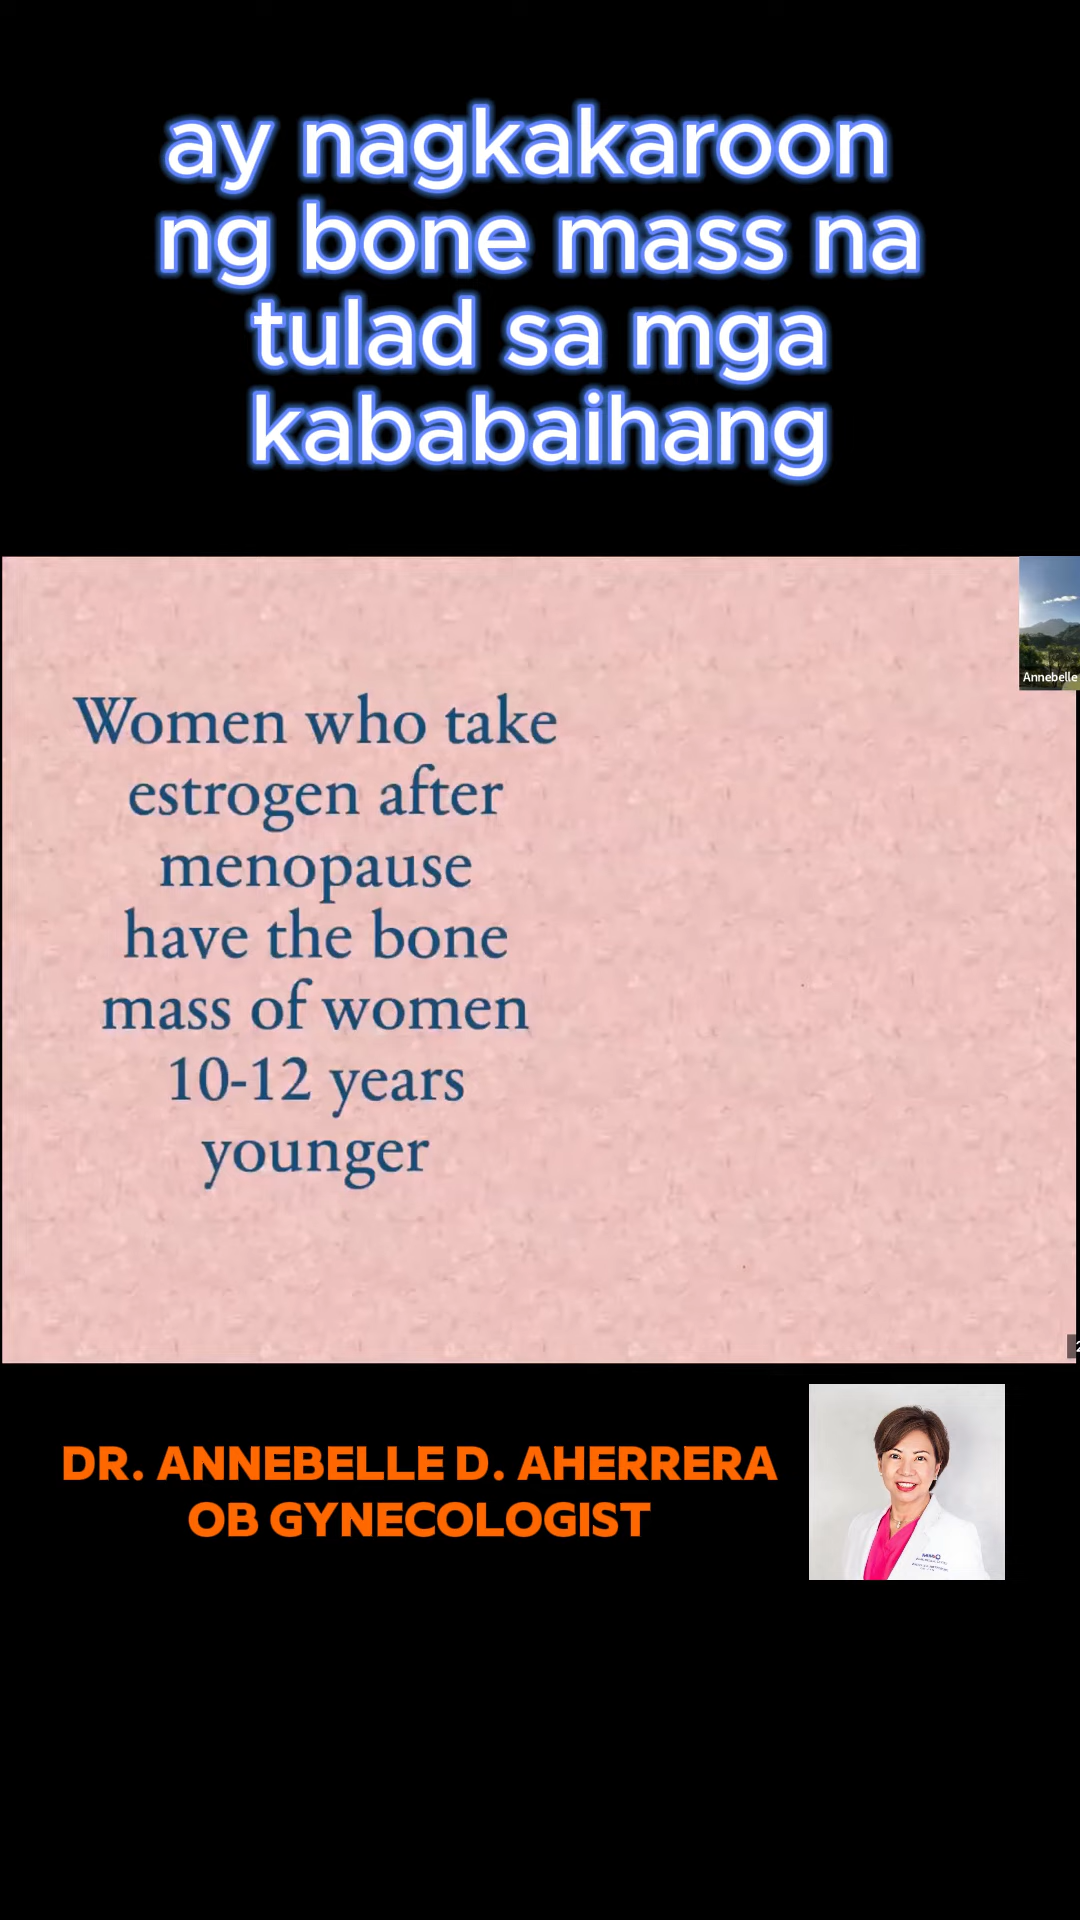 ay nagkakaroon
ng bone mass na
tulad sa mga
kababaihang
Annebelle
Women who take
estrogen after
menopause
have the bone
mass of women
10-12 years
younger
DR. ANNEBELLE D. AHERRERA
OB GYNECOLOGIST